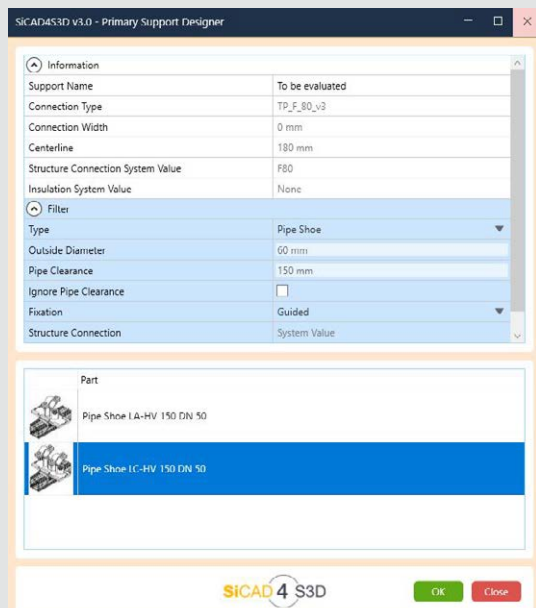 SiCAD4S3D v3.0 - Primary Support Designer
Information
Support Name To be evaluated
Connection Type TP_F_80_v3
Connection Width 0 mm
Centerline 180 mm
Structure Connection System Value F80
Insulation System Value None
Filter
Type Pipe Shoe
Outside Diameter 60 mm
Pipe Clearance 150 mm
Ignore Pipe Clearance
Fixation Guided
Structure Connection System Value
Part
Pipe Shoe LA-HV 150 DN 50
Pipe Shoe LC-HV 150 DN 50
SiCAD 4 S3D
OK Close